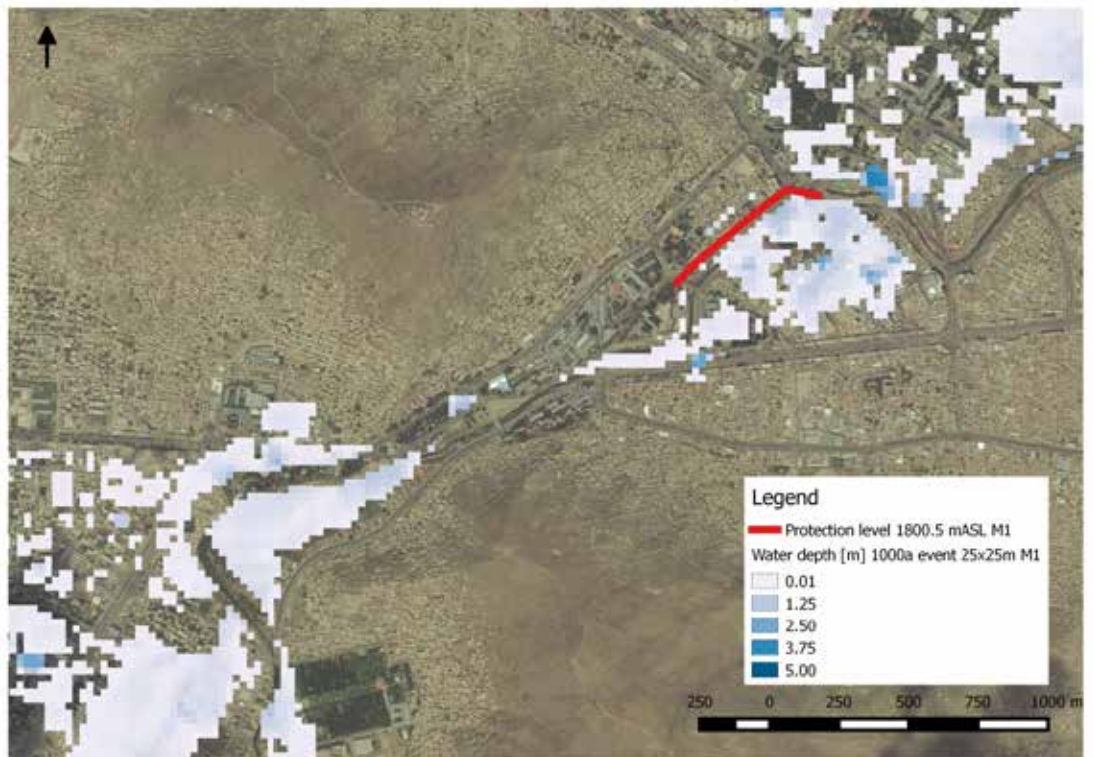 Legend
Protection level 1800.5 mASL M1
Water depth [m] 1000a event 25x25m M1
0.01
1.25
2.50
3.75
5.00
250 0 250 500 750 1000 m